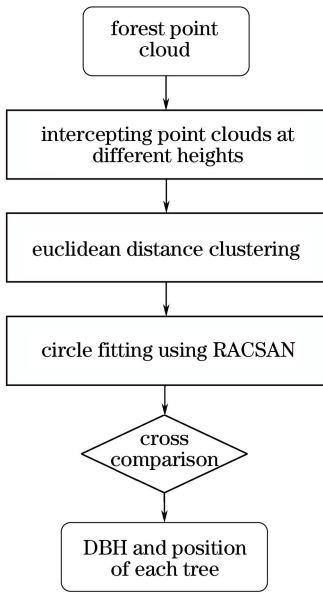 forest point
cloud
intercepting point clouds at
different heights
euclidean distance clustering
circle fitting using RACSAN
cross
comparison
DBH and position
of each tree